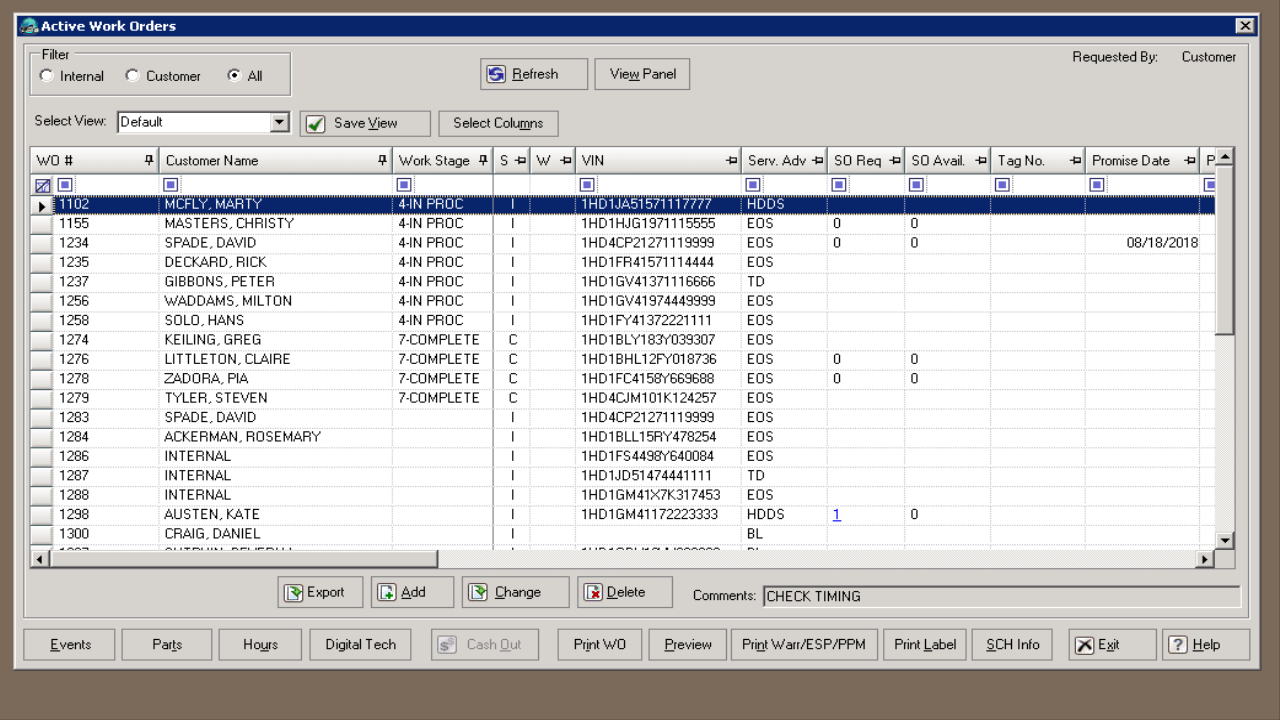 Active Work Orders
Filter
Internal Customer All
Refresh View Panel Requested By: Customer
Select View: Default Save View Select Columns
WO # Customer Name Work Stage S W VIN Serv. Adv SO Req SO Avail. Tag No. Promise Date P
1102 MCFLY, MARTY 4-IN PROC I 1HD1JA51571117777 HDDS
1155 MASTERS, CHRISTY 4-IN PROC I 1HD1HJG1971115555 EOS 0 0
1234 SPADE, DAVID 4-IN PROC I 1HD4CP21271119999 EOS 0 0 08/18/2018
1235 DECKARD, RICK 4-IN PROC I 1HD1FR41571114444 EOS
1237 GIBBONS, PETER 4-IN PROC I 1HD1GV41371116666 TD
1256 WADDAMS, MILTON 4-IN PROC I 1HD1GV41974449999 EOS
1258 SOLO, HANS 4-IN PROC I 1HD1FY41372221111 EOS
1274 KEILING, GREG 7-COMPLETE C 1HD1BLY183Y039307 EOS
1276 LITTLETON, CLAIRE 7-COMPLETE C 1HD1BHL12FY018736 EOS 0 0
1278 ZADORA, PIA 7-COMPLETE C 1HD1FC4158Y669688 EOS 0 0
1279 TYLER, STEVEN 7-COMPLETE C 1HD4CJM101K124257 EOS
1283 SPADE, DAVID I 1HD4CP21271119999 EOS
1284 ACKERMAN, ROSEMARY I 1HD1BLL15RY478254 EOS
1286 INTERNAL I 1HD1FS4498Y640084 EOS
1287 INTERNAL I 1HD1JD51474441111 TD
1288 INTERNAL I 1HD1GM41X7K317453 EOS
1298 AUSTEN, KATE I 1HD1GM41172223333 HDDS 1 0
1300 CRAIG, DANIEL I BL
Export Add Change Delete Comments: CHECK TIMING
Events Parts Hours Digital Tech Cash Out Print WO Preview Print Warr/ESP/PPM Print Label SCH Info Exit Help